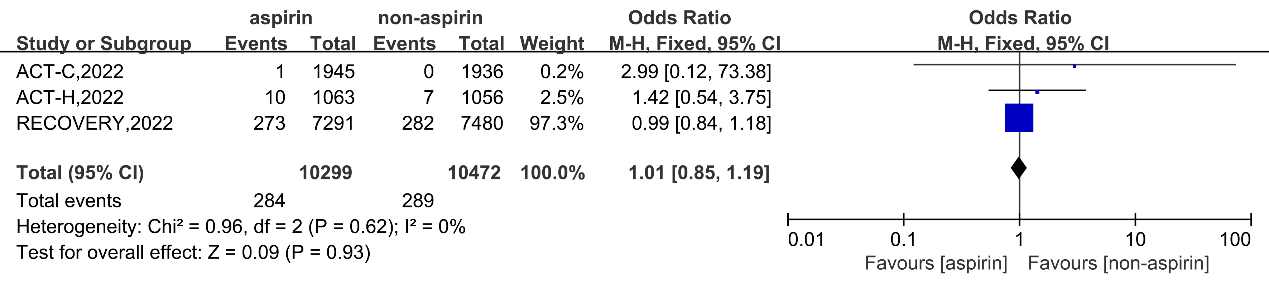 aspirin non-aspirin Odds Ratio Odds Ratio
Study or Subgroup Events Total Events Total Weight M-H, Fixed, 95% CI M-H, Fixed, 95% CI
ACT-C,2022 1 1945 0 1936 0.2% 2.99 [0.12, 73.38]
ACT-H,2022 10 1063 7 1056 2.5% 1.42 [0.54, 3.75]
RECOVERY,2022 273 7291 282 7480 97.3% 0.99 [0.84, 1.18]
Total (95% CI) 10299 10472 100.0% 1.01 [0.85, 1.19]
Total events 284 289
Heterogeneity: Chi² = 0.96, df = 2 (P = 0.62); I² = 0%
Test for overall effect: Z = 0.09 (P = 0.93)
0.01 0.1 1 10 100
Favours [aspirin] Favours [non-aspirin]